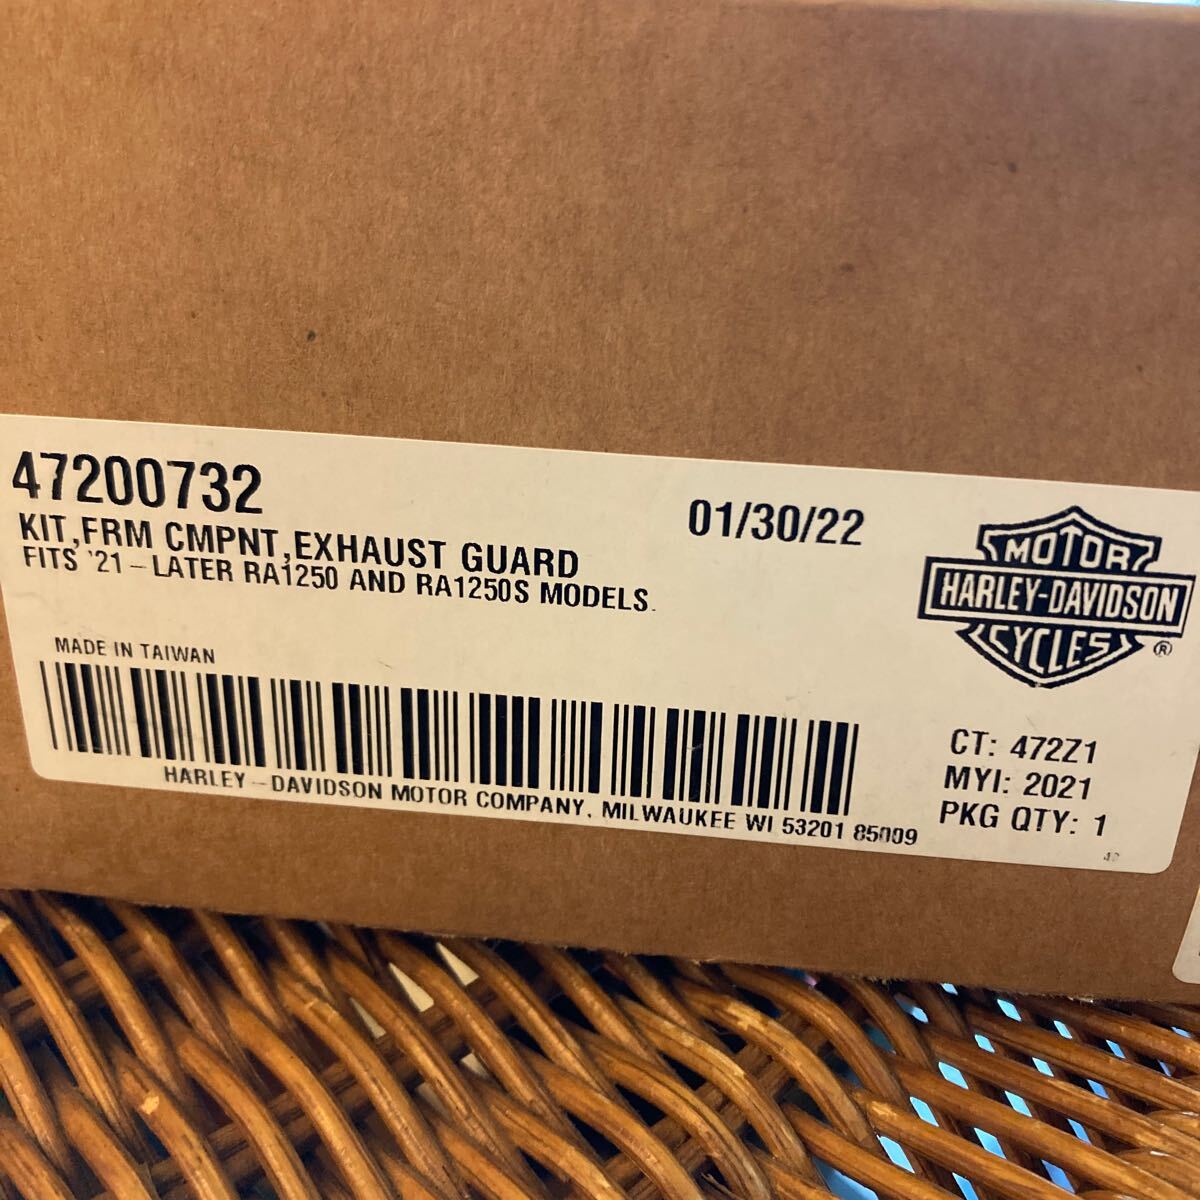 47200732
KIT,FRM CMPNT,EXHAUST GUARD
FITS '21-LATER RA1250 AND RA1250S MODELS.
01/30/22
MOTOR
HARLEY-DAVIDSON
CYCLES
®
MADE IN TAIWAN
HARLEY-DAVIDSON MOTOR COMPANY, MILWAUKEE WI 53201 85009
CT: 472Z1
MYI: 2021
PKG QTY: 1